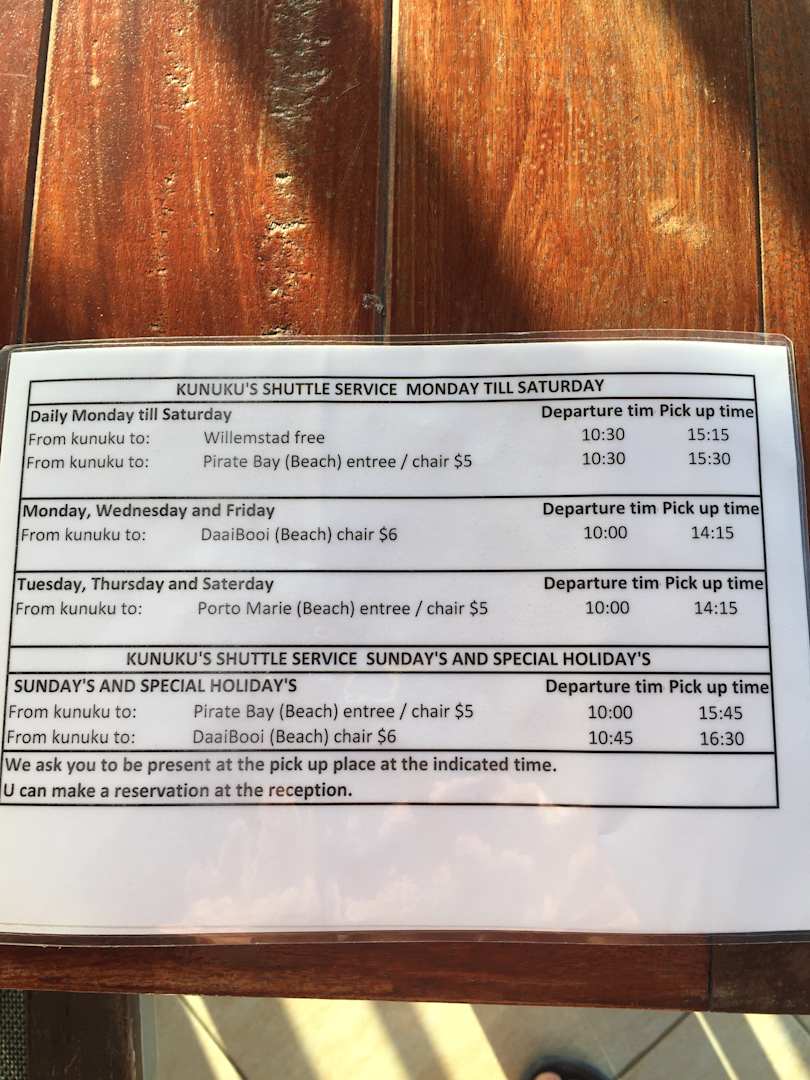 KUNUKU'S SHUTTLE SERVICE MONDAY TILL SATURDAY
Daily Monday till Saturday Departure tim Pick up time
From kunuku to: Willemstad free 10:30 15:15
From kunuku to: Pirate Bay (Beach) entree / chair $5 10:30 15:30
Monday, Wednesday and Friday Departure tim Pick up time
From kunuku to: DaaiBooi (Beach) chair $6 10:00 14:15
Tuesday, Thursday and Saterday Departure tim Pick up time
From kunuku to: Porto Marie (Beach) entree / chair $5 10:00 14:15
KUNUKU'S SHUTTLE SERVICE SUNDAY'S AND SPECIAL HOLIDAY'S
SUNDAY'S AND SPECIAL HOLIDAY'S Departure tim Pick up time
From kunuku to: Pirate Bay (Beach) entree / chair $5 10:00 15:45
From kunuku to: DaaiBooi (Beach) chair $6 10:45 16:30
We ask you to be present at the pick up place at the indicated time.
U can make a reservation at the reception.